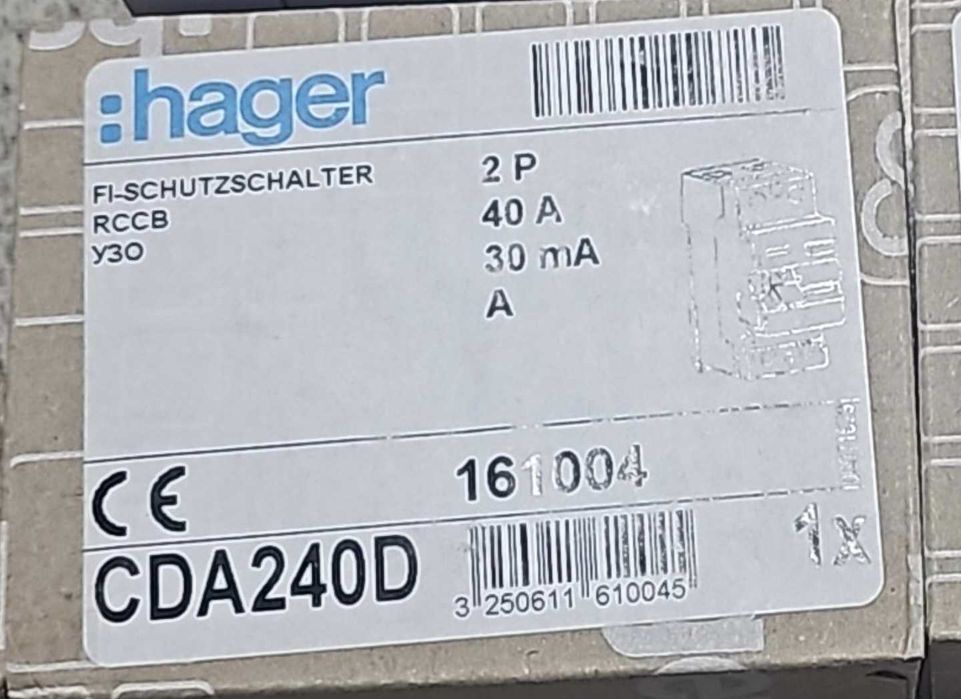 :hager
FI-SCHUTZSCHALTER
RCCB
УЗО
2 P
40 A
30 mA
A
CE
161004
CDA240D
3 250611 610045
1x